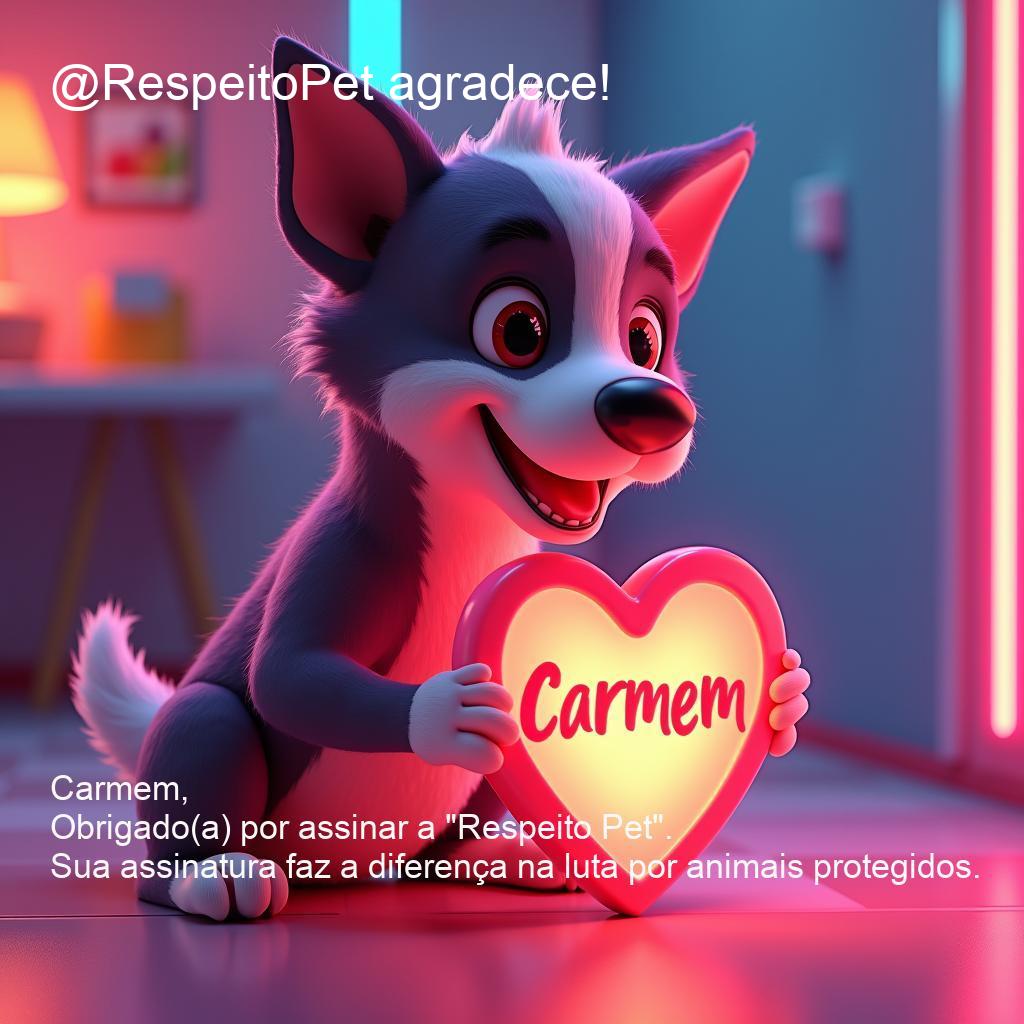 @RespeitoPet agradece!
Carmem
Carmem,
Obrigado(a) por assinar a "Respeito Pet".
Sua assinatura faz a diferença na luta por animais protegidos.